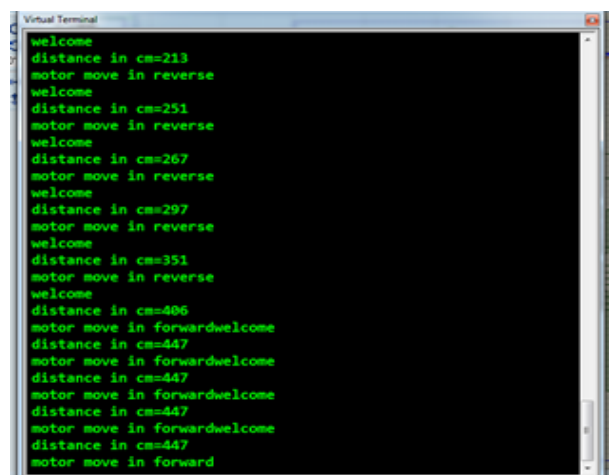 Virtual Terminal
welcome
distance in cm=213
motor move in reverse
welcome
distance in cm=251
motor move in reverse
welcome
distance in cm=267
motor move in reverse
welcome
distance in cm=297
motor move in reverse
welcome
distance in cm=351
motor move in reverse
welcome
distance in cm=406
motor move in forwardwelcome
distance in cm=447
motor move in forwardwelcome
distance in cm=447
motor move in forwardwelcome
distance in cm=447
motor move in forwardwelcome
distance in cm=447
motor move in forward